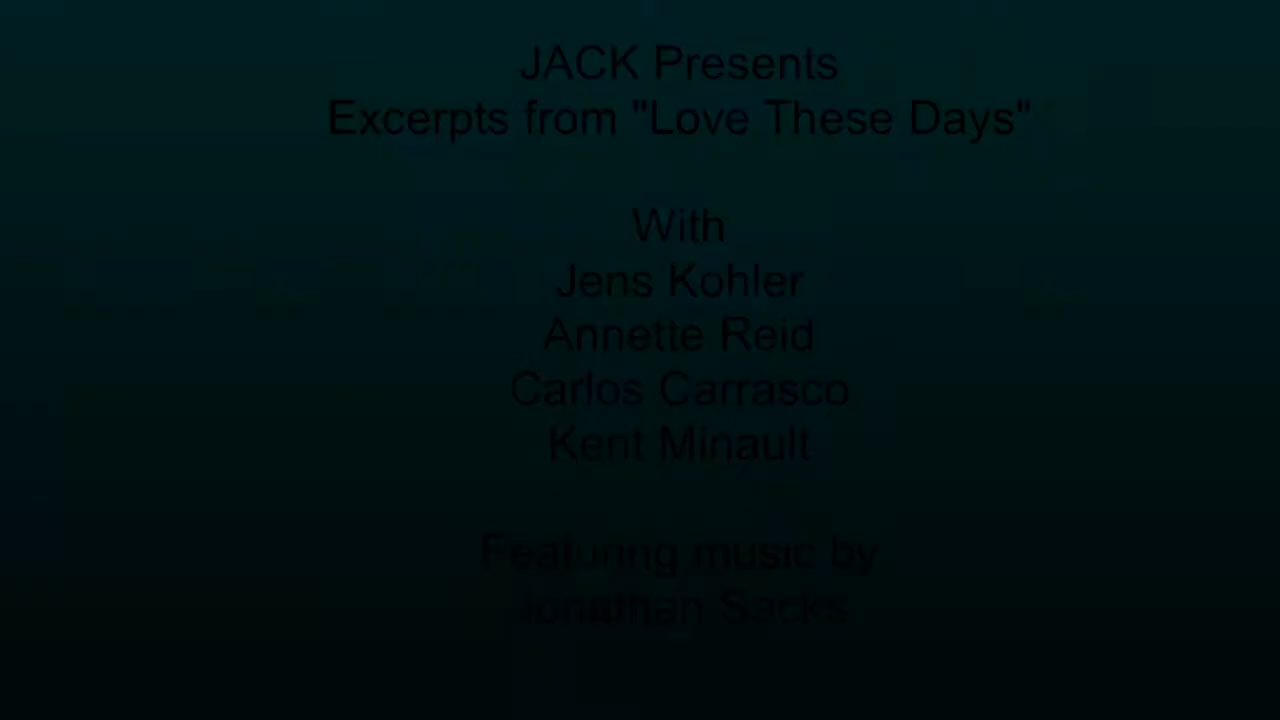 JACK Presents
Excerpts from "Love These Days"
With
Jens Kohler
Annette Reid
Carlos Carrasco
Kent Minault
Featuring music by
Jonathan Sacks